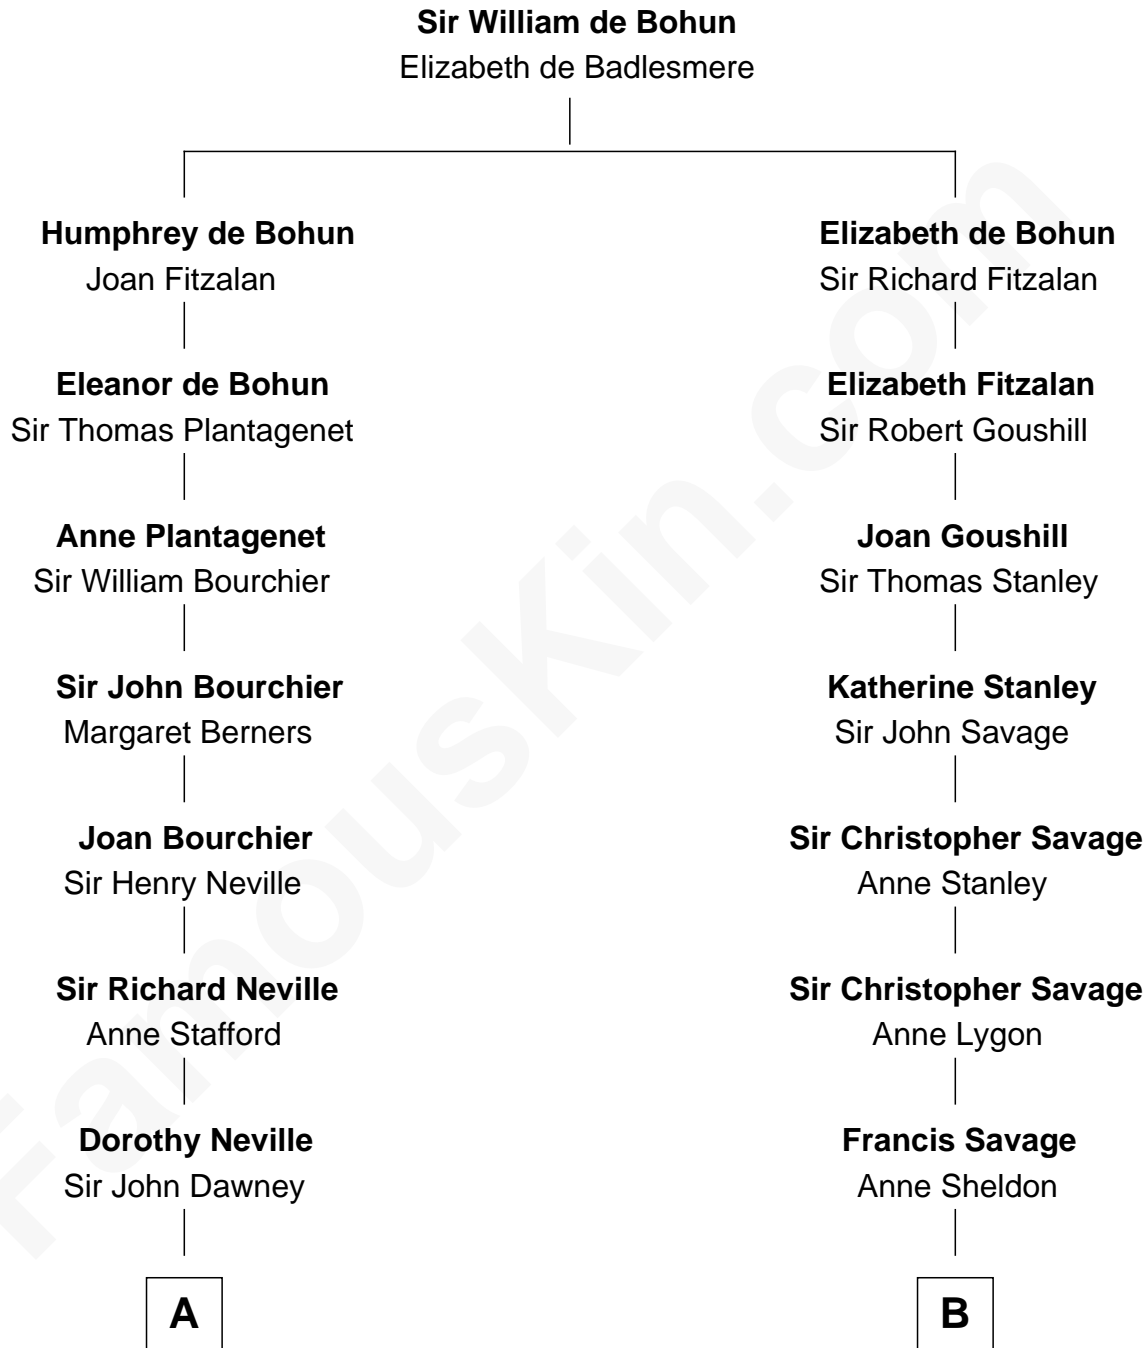 Sir William de Bohun
Elizabeth de Badlesmere
Humphrey de Bohun
Joan Fitzalan
Elizabeth de Bohun
Sir Richard Fitzalan
Eleanor de Bohun
Sir Thomas Plantagenet
Elizabeth Fitzalan
Sir Robert Goushill
Anne Plantagenet
Sir William Bourchier
Joan Goushill
Sir Thomas Stanley
Sir John Bourchier
Margaret Berners
Katherine Stanley
Sir John Savage
Joan Bourchier
Sir Henry Neville
Sir Christopher Savage
Anne Stanley
Sir Richard Neville
Anne Stafford
Sir Christopher Savage
Anne Lygon
Dorothy Neville
Sir John Dawney
Francis Savage
Anne Sheldon
A
B
FamousKin.com